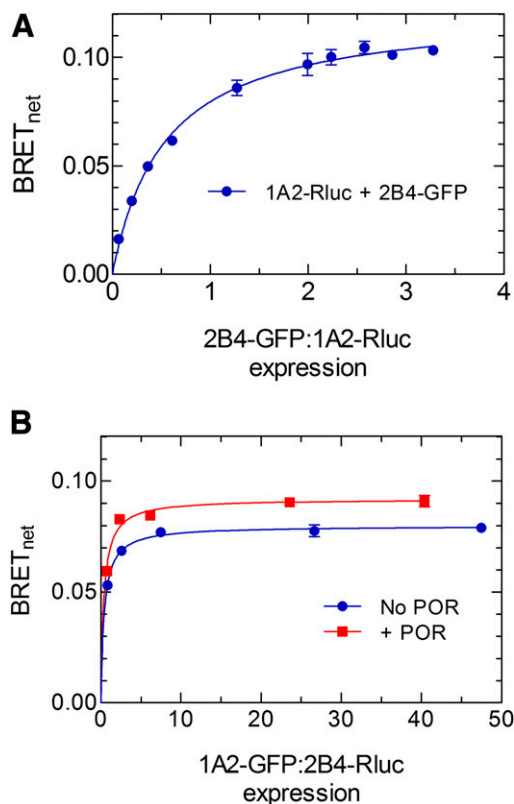 A
0.10
0.05
0.00
BRETnet
1A2-Rluc + 2B4-GFP
0 1 2 3 4
2B4-GFP:1A2-Rluc
expression
B
0.10
0.05
0.00
BRETnet
No POR
+ POR
0 10 20 30 40 50
1A2-GFP:2B4-Rluc
expression